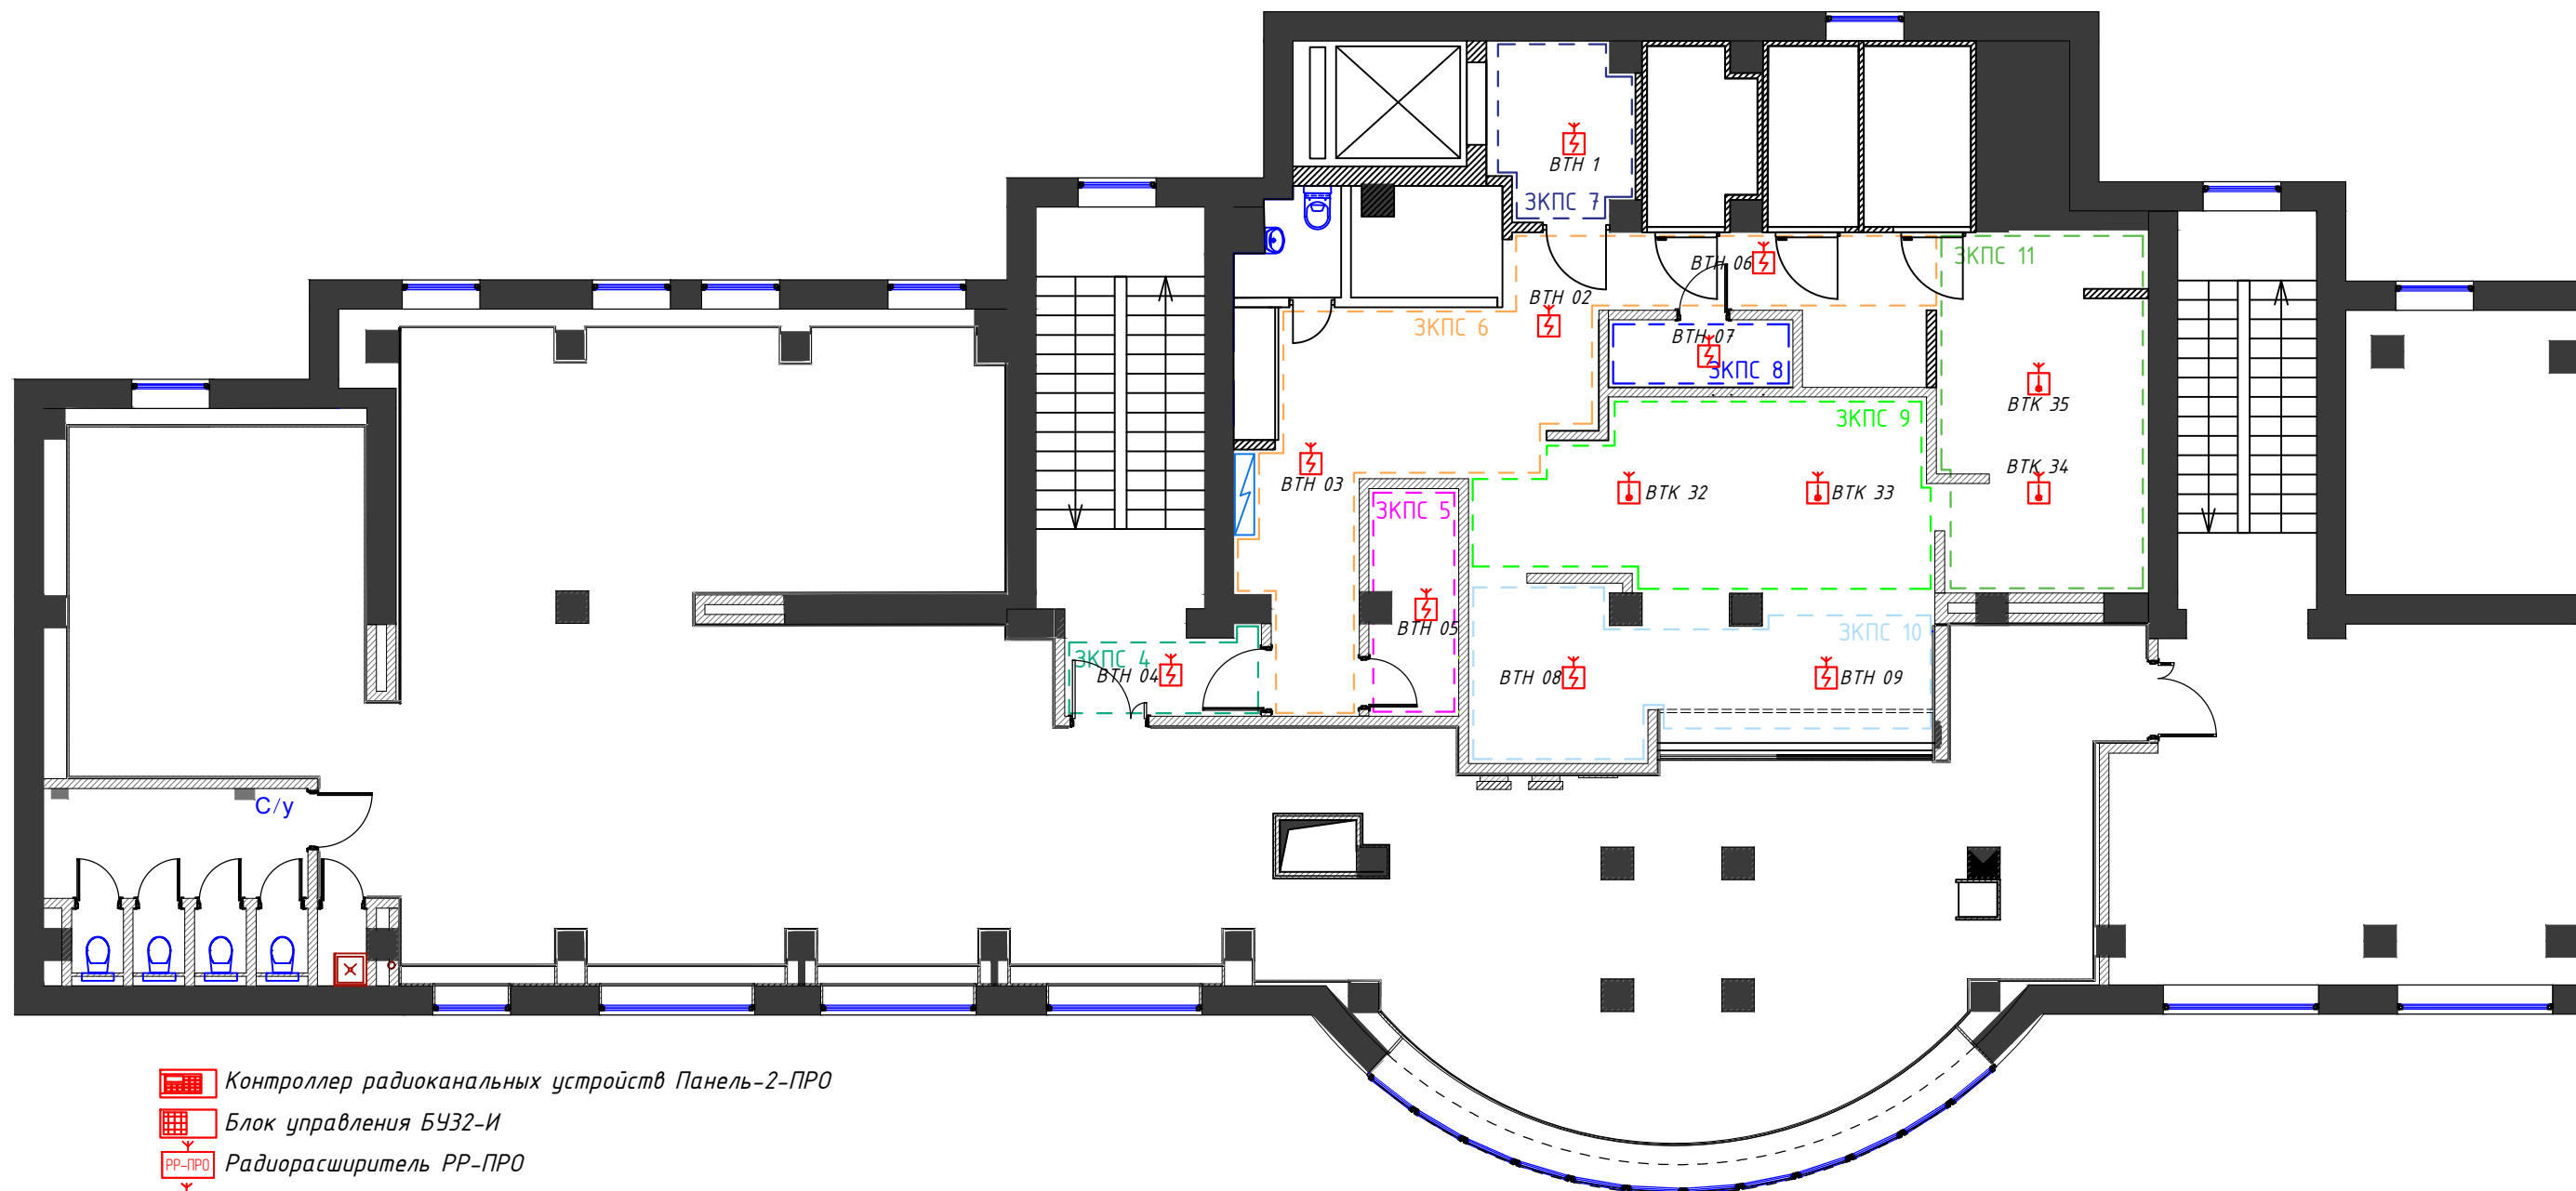 ВТН 1
ЗКПС 7
ВТН 06
ЗКПС 11
ВТН 02
ЗКПС 6
ВТН 07
ЗКПС 8
ВТК 35
ЗКПС 9
ВТК 34
ВТН 03
ВТК 32
ВТК 33
ЗКПС 5
ВТН 05
ЗКПС 10
ЗКПС 4
ВТН 04
ВТН 08
ВТН 09
С/у
Контроллер радиоканальных устройств Панель-2-ПРО
Блок управления БУ32-И
РР-ПРО Радиорасширитель РР-ПРО